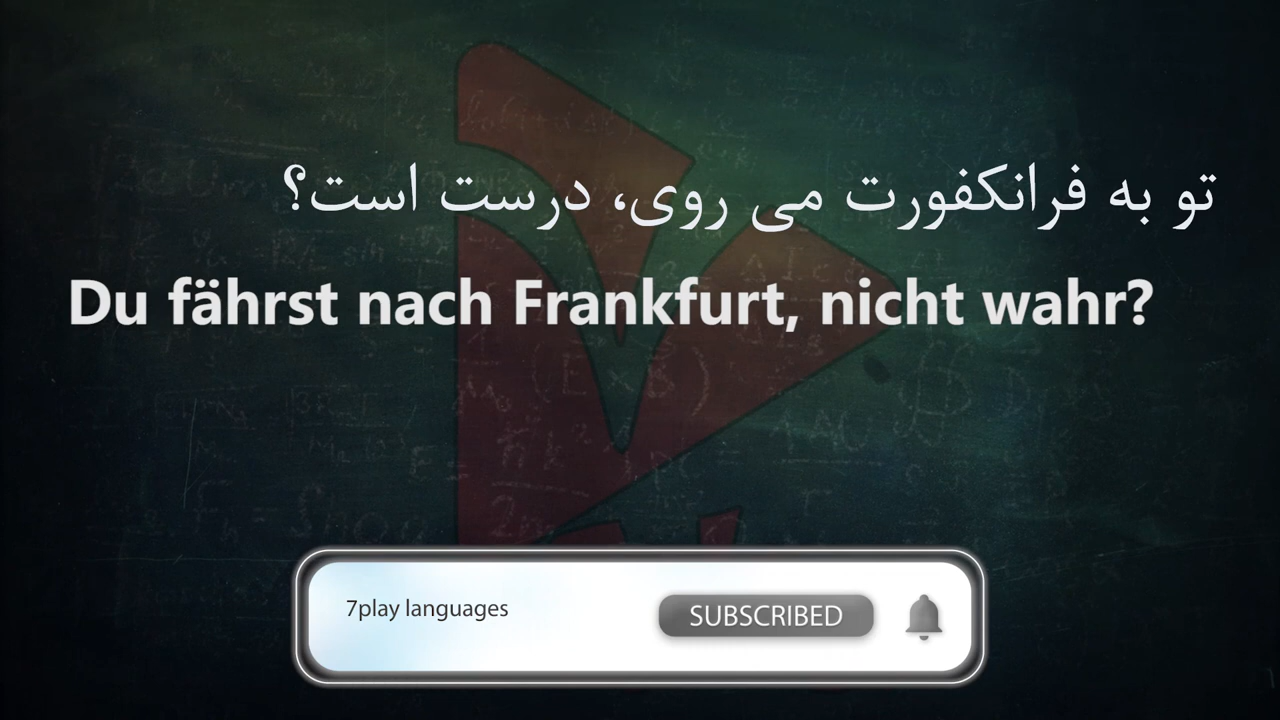 تو به فرانکفورت می روی، درست است؟
Du fährst nach Frankfurt, nicht wahr?
7play languages
SUBSCRIBED